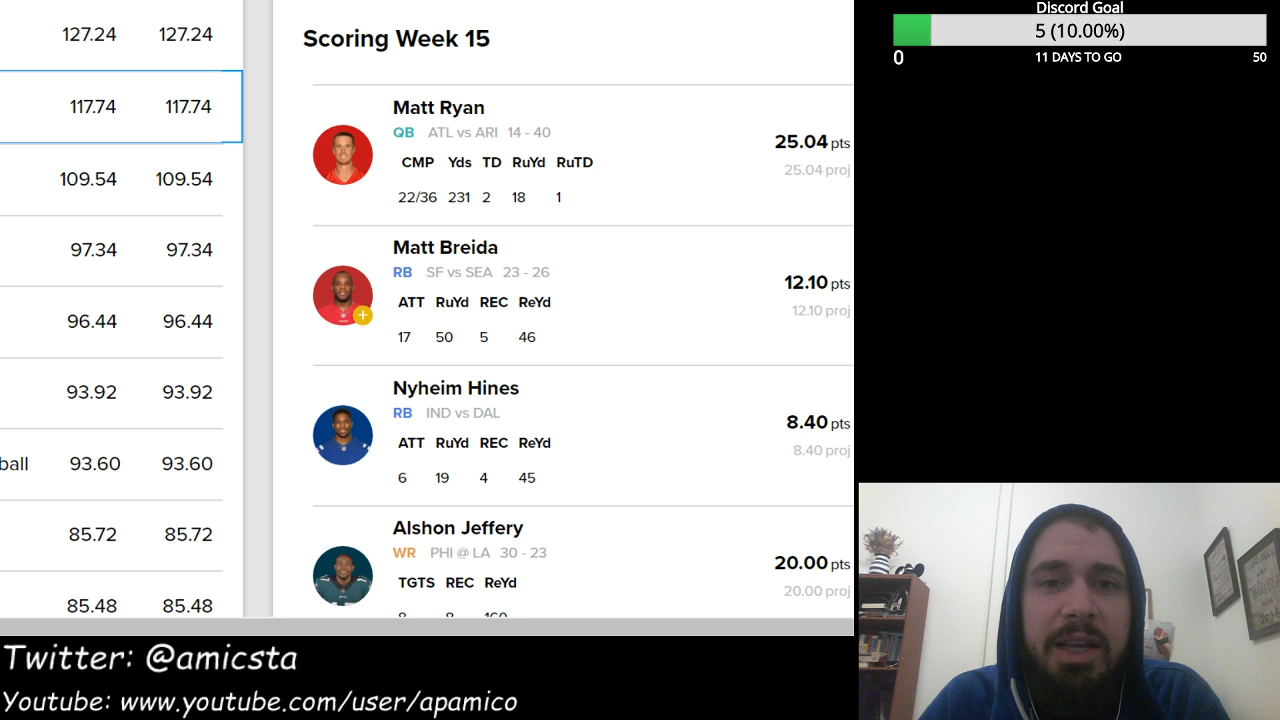 127.24 127.24
117.74 117.74
109.54 109.54
97.34 97.34
96.44 96.44
93.92 93.92
ball 93.60 93.60
85.72 85.72
85.48 85.48
Scoring Week 15
Matt Ryan
QB ATL vs ARI 14 - 40
CMP Yds TD RuYd RuTD
22/36 231 2 18 1
25.04 pts
25.04 proj
Matt Breida
RB SF vs SEA 23 - 26
ATT RuYd REC ReYd
17 50 5 46
12.10 pts
12.10 proj
Nyheim Hines
RB IND vs DAL
ATT RuYd REC ReYd
6 19 4 45
8.40 pts
8.40 proj
Alshon Jeffery
WR PHI @ LA 30 - 23
TGTS REC ReYd
20.00 pts
20.00 proj
Discord Goal
5 (10.00%)
0 11 DAYS TO GO 50
Twitter: @amicsta
Youtube: www.youtube.com/user/apamico